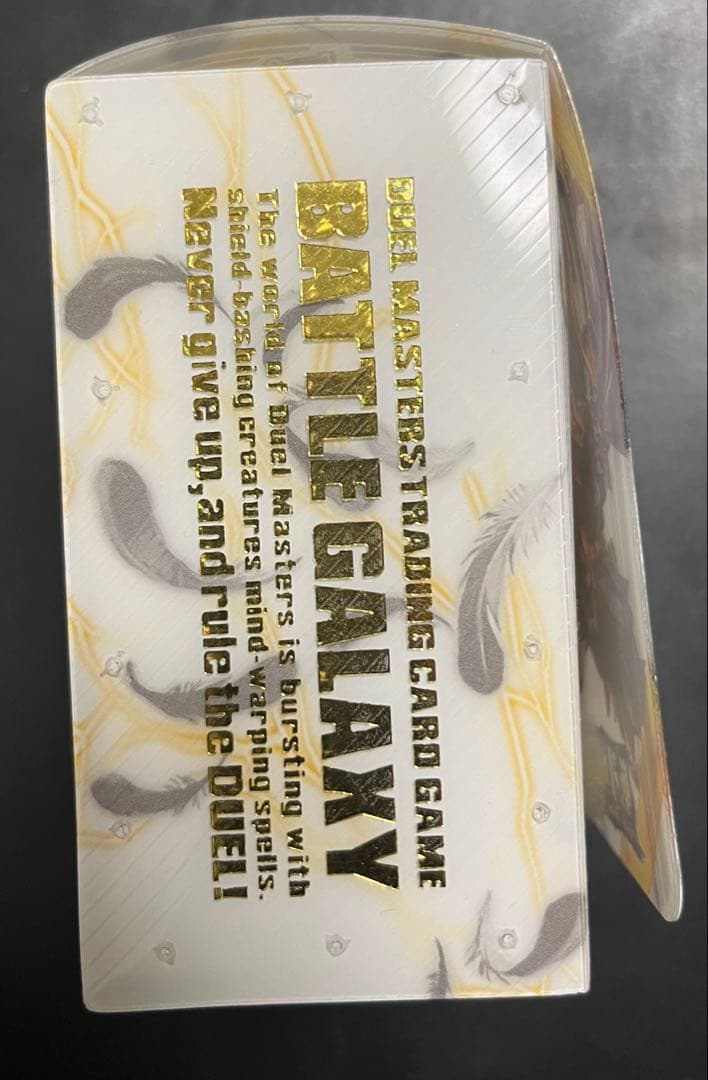 DUEL MASTERS TRADING CARD GAME
BATTLE GALAXY
The world of Duel Masters is bursting with
shield-bashing creatures mind-warping spells.
Never give up,and rule the DUEL!